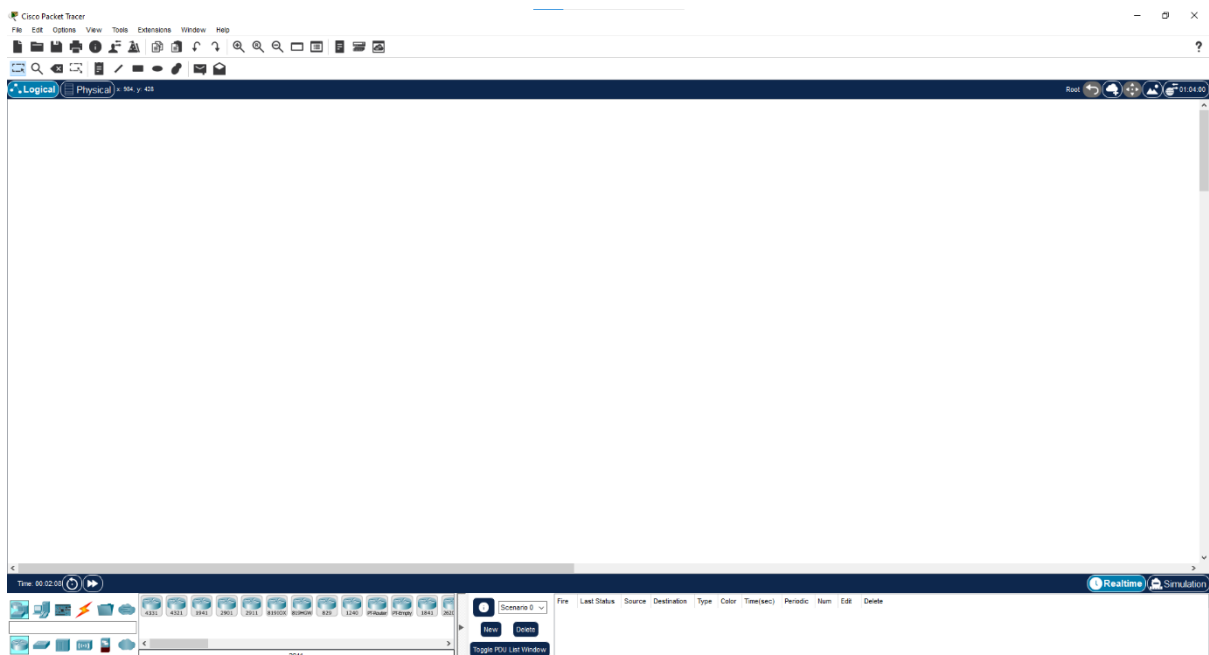 Cisco Packet Tracer
File Edit Options View Tools Extensions Window Help
?
Logical Physical x: 984, y: 428 Root 01:04:00
Time: 00:02:08 Realtime Simulation
4331 4321 1941 2901 2911 819IOX 819HGW 829 1240 PT-Router PT-Empty 1841 2620
Scenario 0 Fire Last Status Source Destination Type Color Time(sec) Periodic Num Edit Delete
New Delete
Toggle PDU List Window